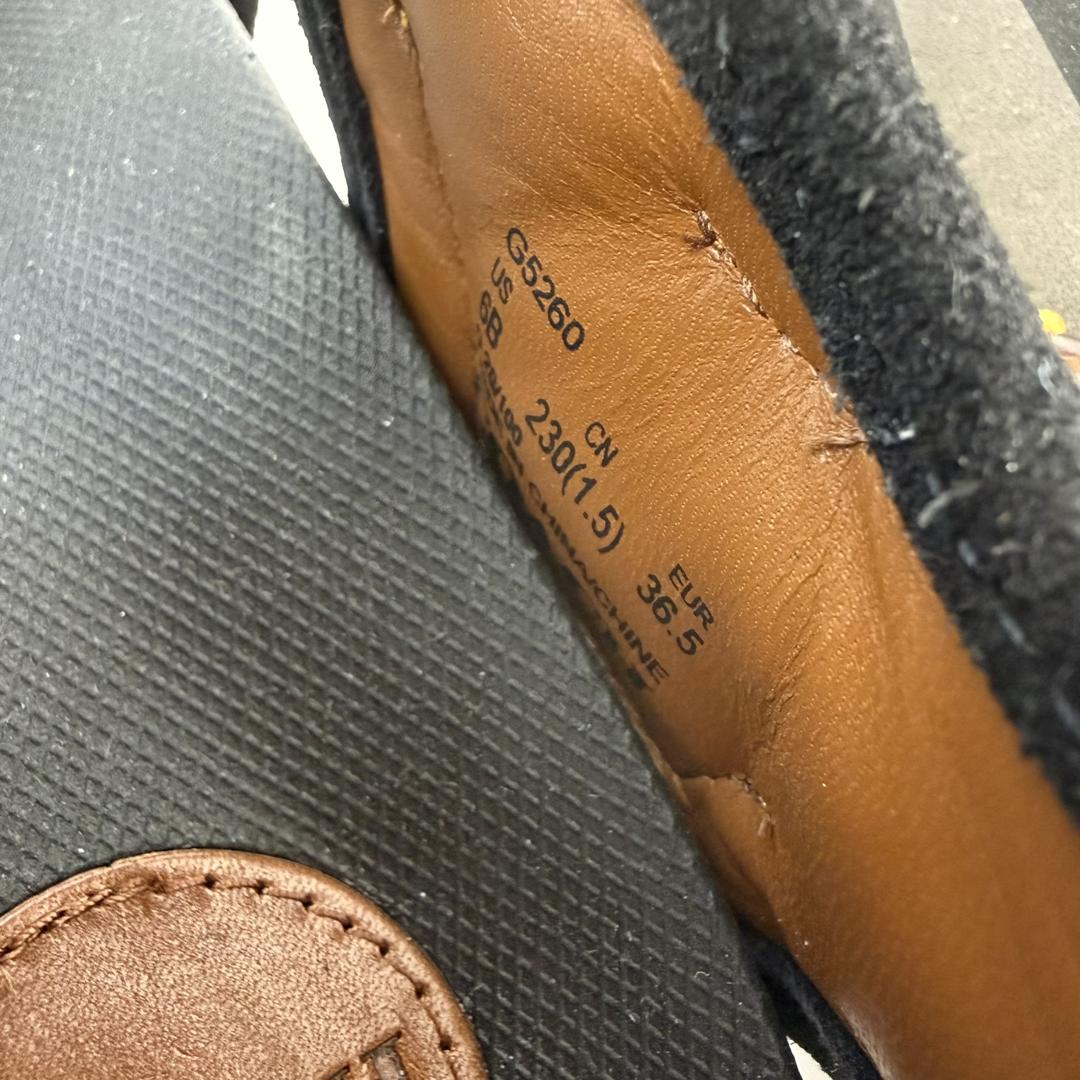 G5260
US CN EUR
6B 230(1.5) 36.5
CHINA/CHINE